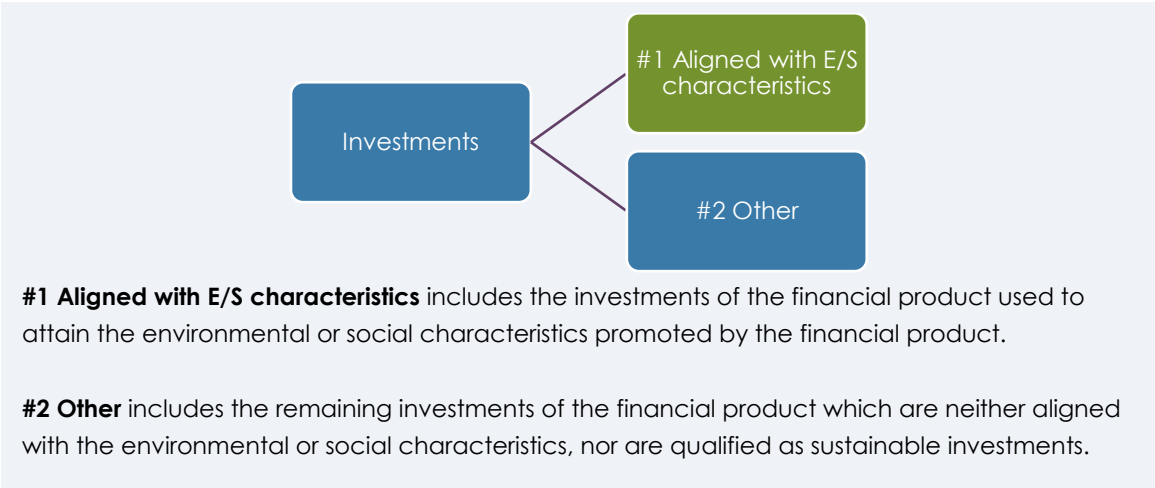 #1 Aligned with E/S
characteristics
Investments
#2 Other
#1 Aligned with E/S characteristics includes the investments of the financial product used to
attain the environmental or social characteristics promoted by the financial product.
#2 Other includes the remaining investments of the financial product which are neither aligned
with the environmental or social characteristics, nor are qualified as sustainable investments.